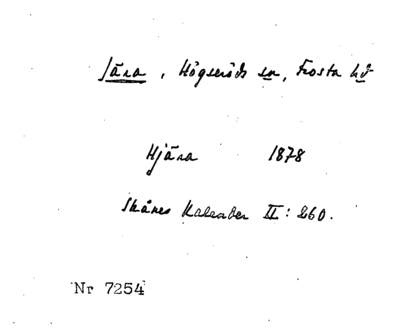 Jära, Högseröds sn, Frosta hd
Hjära 1878
Skånes Kalender II: 260.
Nr 7254